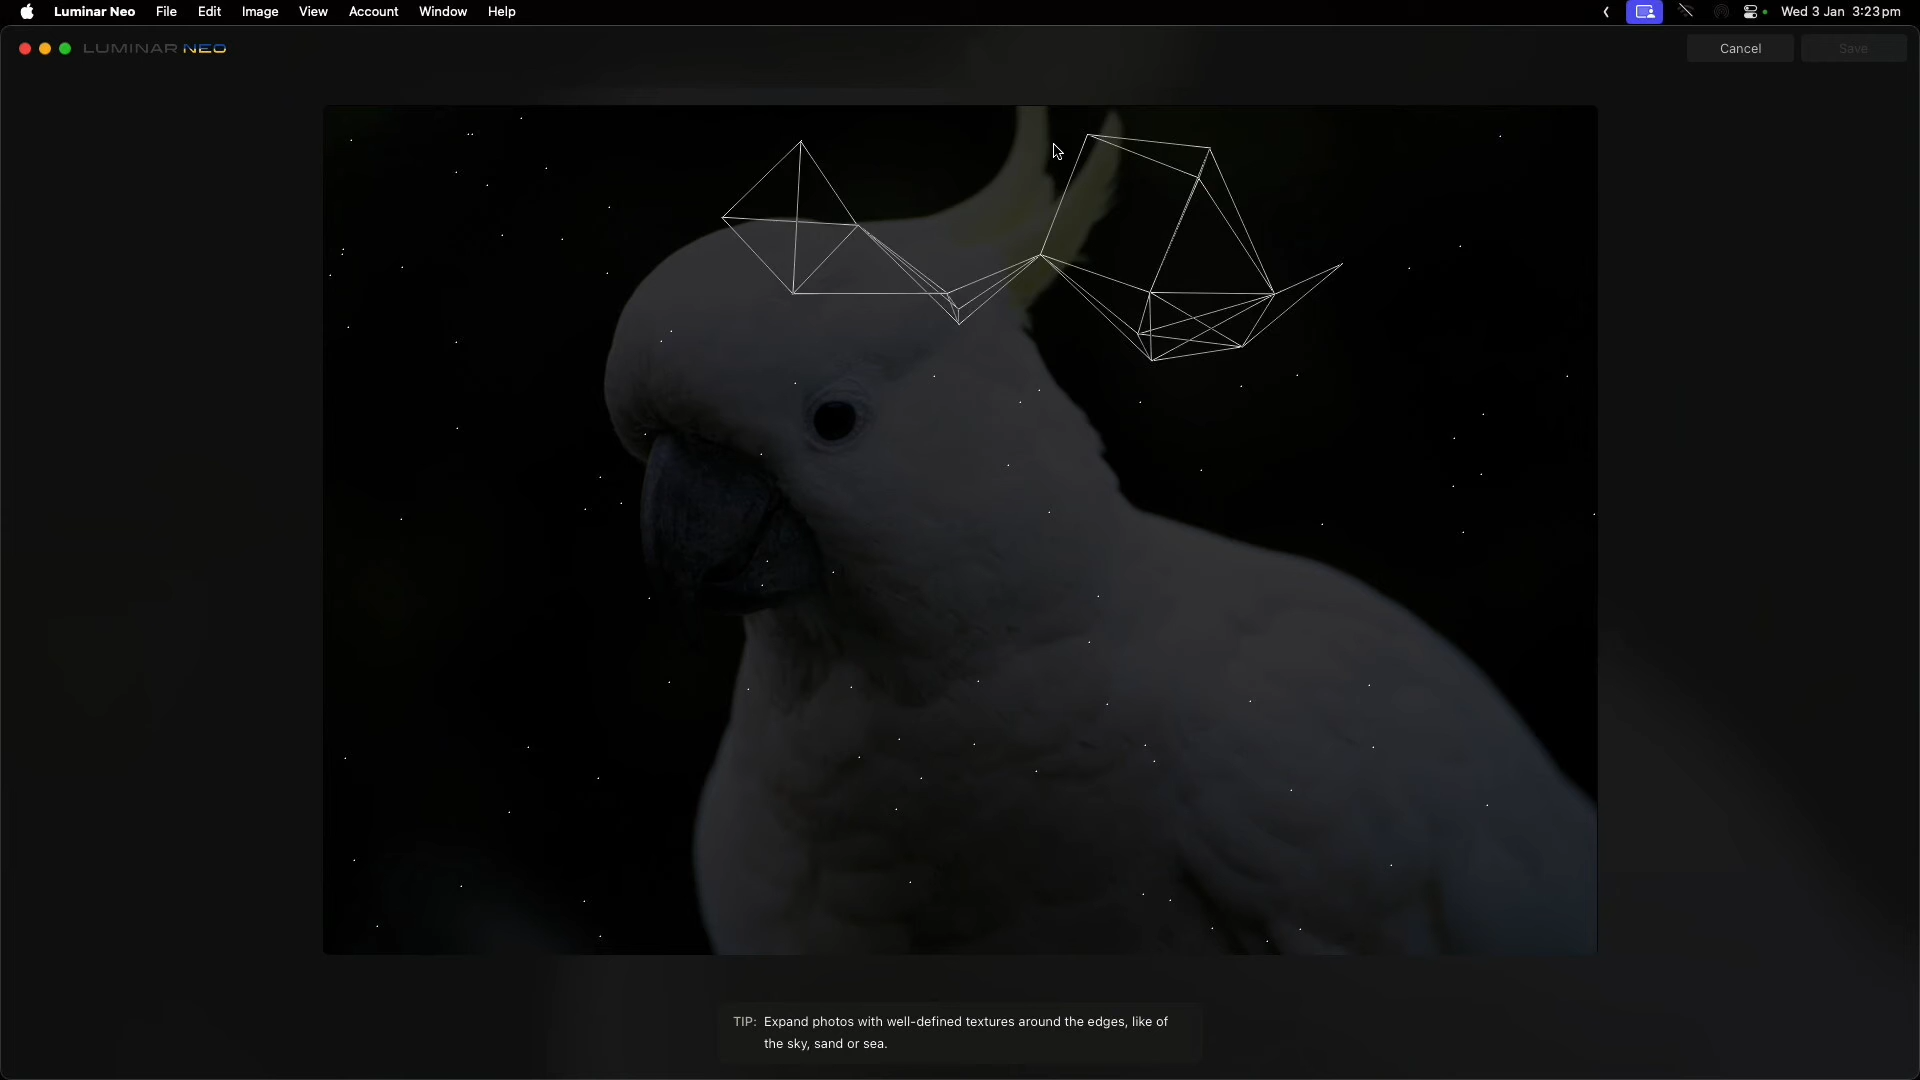 Luminar Neo File Edit Image View Account Window Help Wed 3 Jan 3:23pm
LUMINAR NEO Cancel Save
TIP: Expand photos with well-defined textures around the edges, like of
the sky, sand or sea.